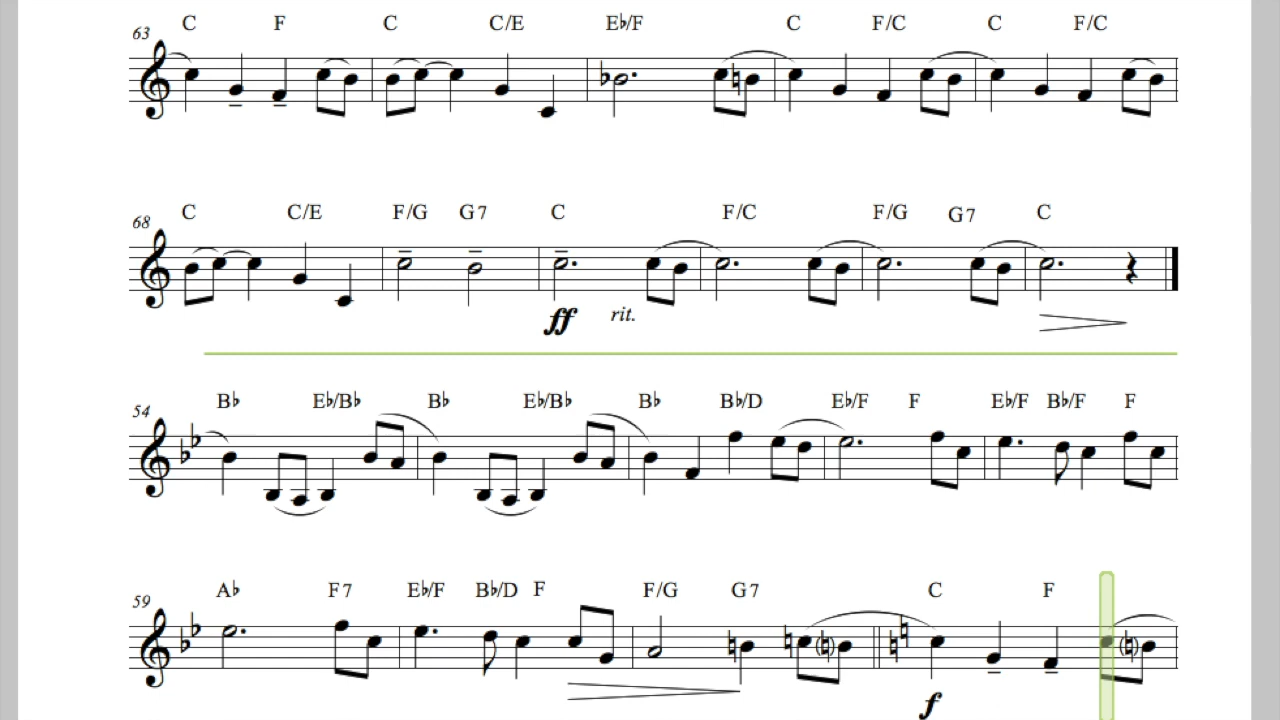 C F C C/E E♭/F C F/C C F/C
63
C C/E F/G G7 C F/C F/G G7 C
68
ff rit.
B♭ E♭/B♭ B♭ E♭/B♭ B♭ B♭/D E♭/F F E♭/F B♭/F F
54
A♭ F7 E♭/F B♭/D F F/G G7 C F
59
f